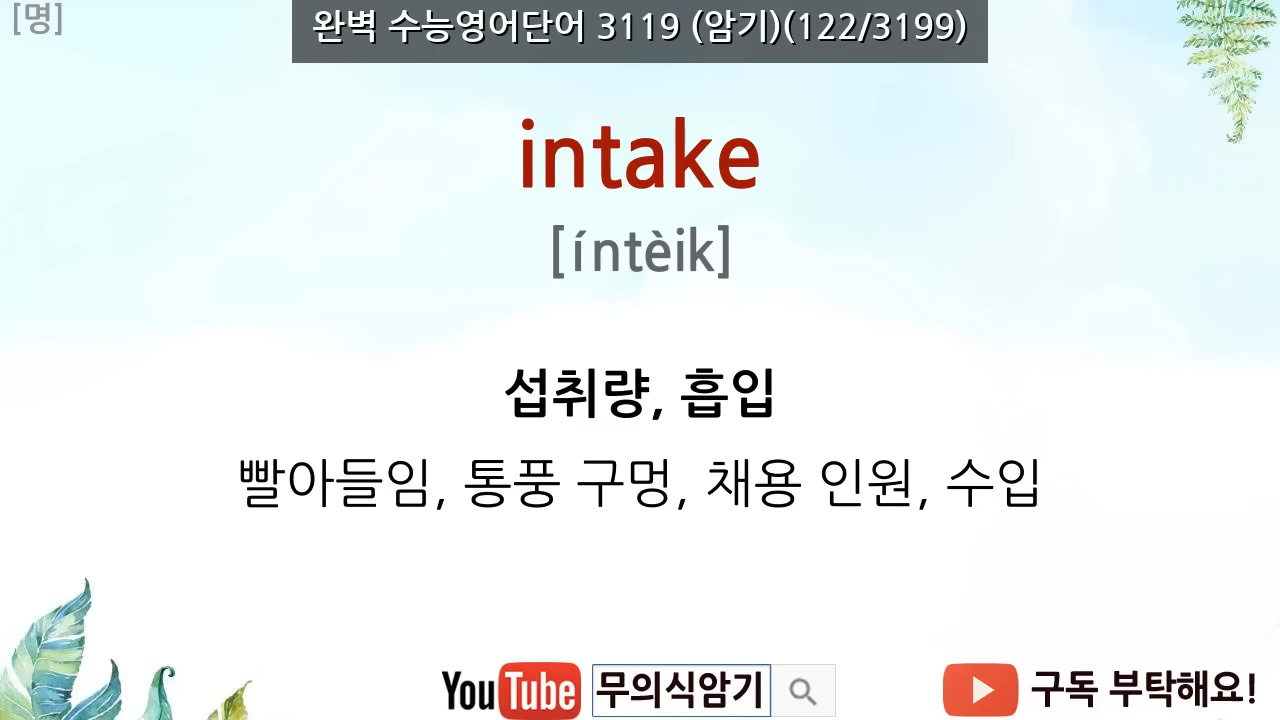 [명]
완벽 수능영어단어 3119 (암기)(122/3199)
intake
[íntèik]
섭취량, 흡입
빨아들임, 통풍 구멍, 채용 인원, 수입
YouTube 무의식암기
구독 부탁해요!